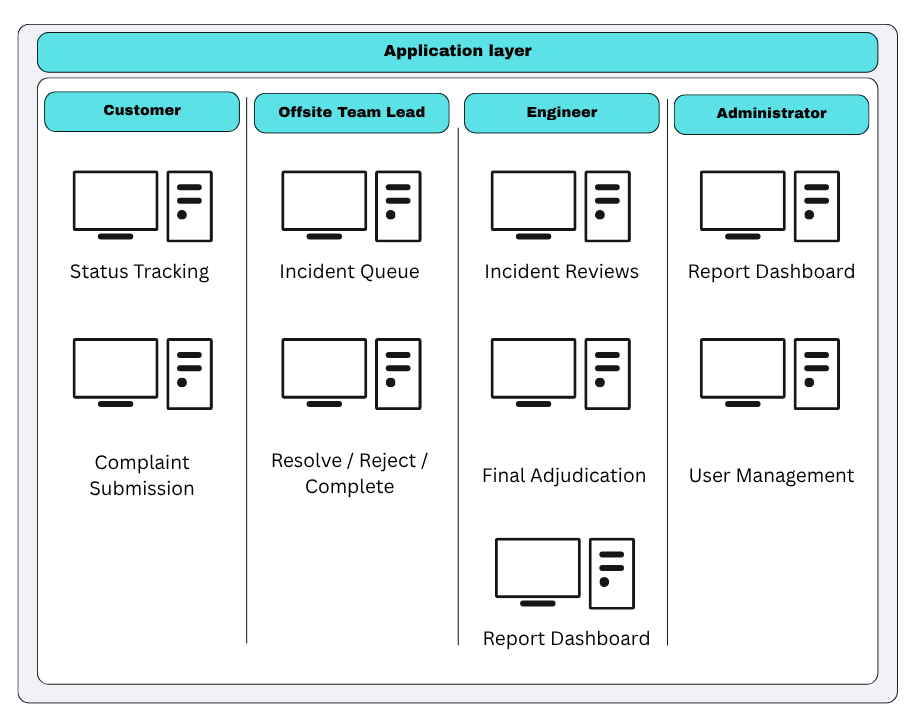 Application layer
Customer
Status Tracking
Complaint
Submission
Offsite Team Lead
Incident Queue
Resolve / Reject /
Complete
Engineer
Incident Reviews
Final Adjudication
Report Dashboard
Administrator
Report Dashboard
User Management